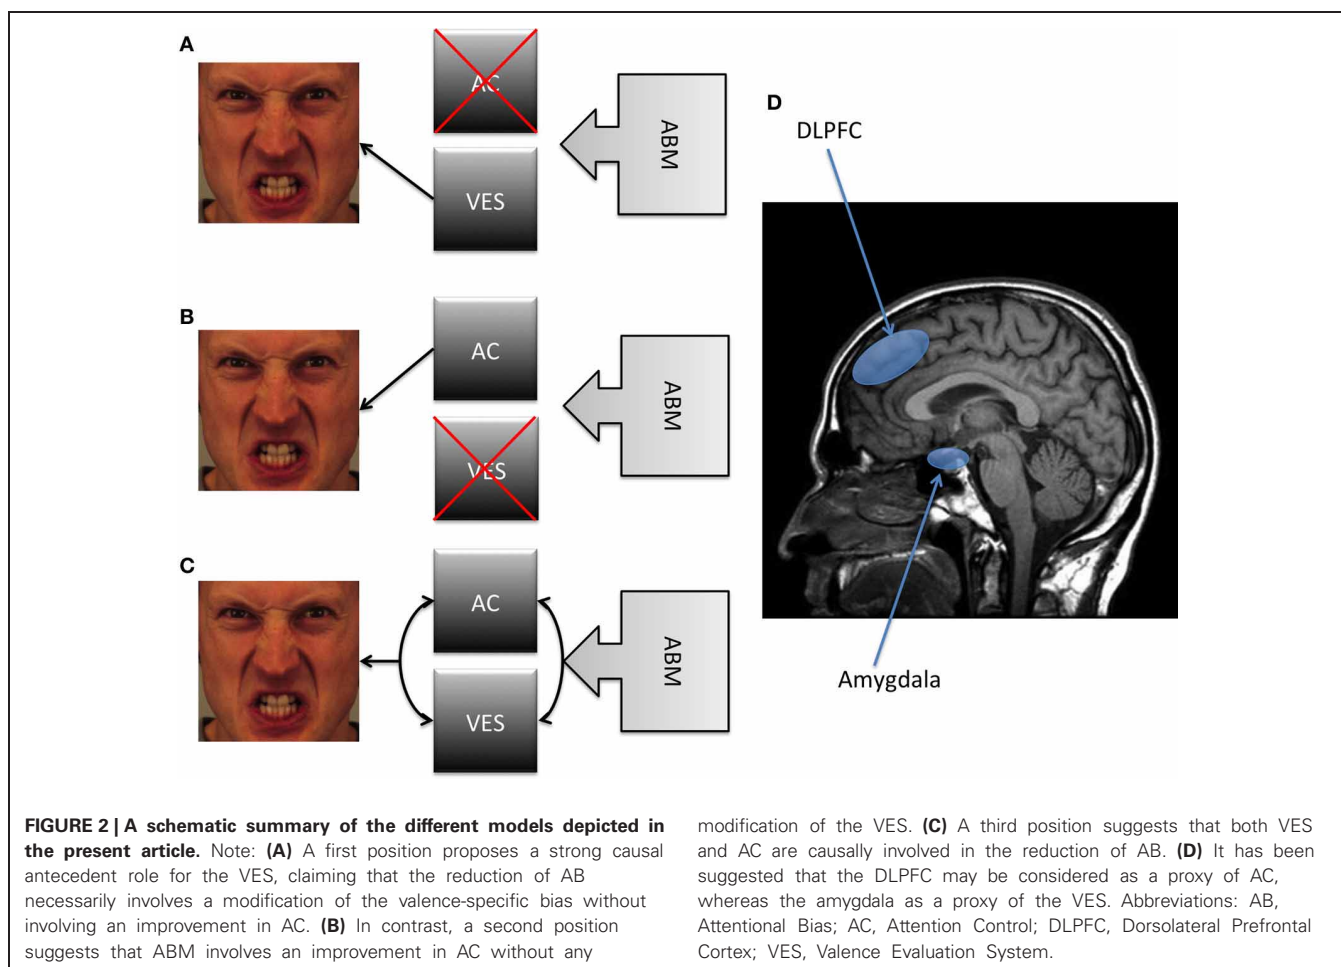 A
AC
VES
ABM
B
AC
VES
ABM
C
AC
VES
ABM
D
DLPFC
Amygdala
FIGURE 2 | A schematic summary of the different models depicted in
the present article. Note: (A) A first position proposes a strong causal
antecedent role for the VES, claiming that the reduction of AB
necessarily involves a modification of the valence-specific bias without
involving an improvement in AC. (B) In contrast, a second position
suggests that ABM involves an improvement in AC without any
modification of the VES. (C) A third position suggests that both VES
and AC are causally involved in the reduction of AB. (D) It has been
suggested that the DLPFC may be considered as a proxy of AC,
whereas the amygdala as a proxy of the VES. Abbreviations: AB,
Attentional Bias; AC, Attention Control; DLPFC, Dorsolateral Prefrontal
Cortex; VES, Valence Evaluation System.